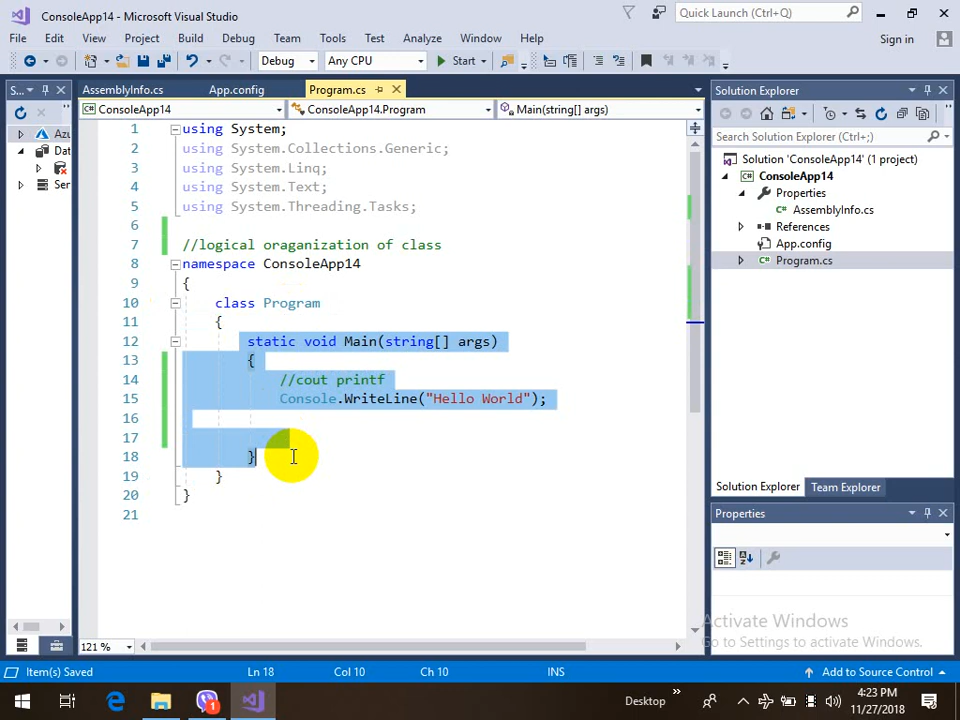 ConsoleApp14 - Microsoft Visual Studio
Quick Launch (Ctrl+Q)
File Edit View Project Build Debug Team Tools Test Analyze Window Help
Sign in
Debug Any CPU Start
S...
AssemblyInfo.cs App.config Program.cs
ConsoleApp14 ConsoleApp14.Program Main(string[] args)
Azu
Dat
Ser
1 using System;
2 using System.Collections.Generic;
3 using System.Linq;
4 using System.Text;
5 using System.Threading.Tasks;
6
7 //logical oraganization of class
8 namespace ConsoleApp14
9 {
10 class Program
11 {
12 static void Main(string[] args)
13 {
14 //cout printf
15 Console.WriteLine("Hello World");
16
17
18 }
19 }
20 }
21
121 %
Solution Explorer
Search Solution Explorer (Ctrl+;)
Solution 'ConsoleApp14' (1 project)
ConsoleApp14
Properties
AssemblyInfo.cs
References
App.config
Program.cs
Solution Explorer Team Explorer
Properties
Activate Windows
Go to Settings to activate Windows.
Item(s) Saved Ln 18 Col 10 Ch 10 INS Add to Source Control
1 Desktop 4:23 PM
11/27/2018